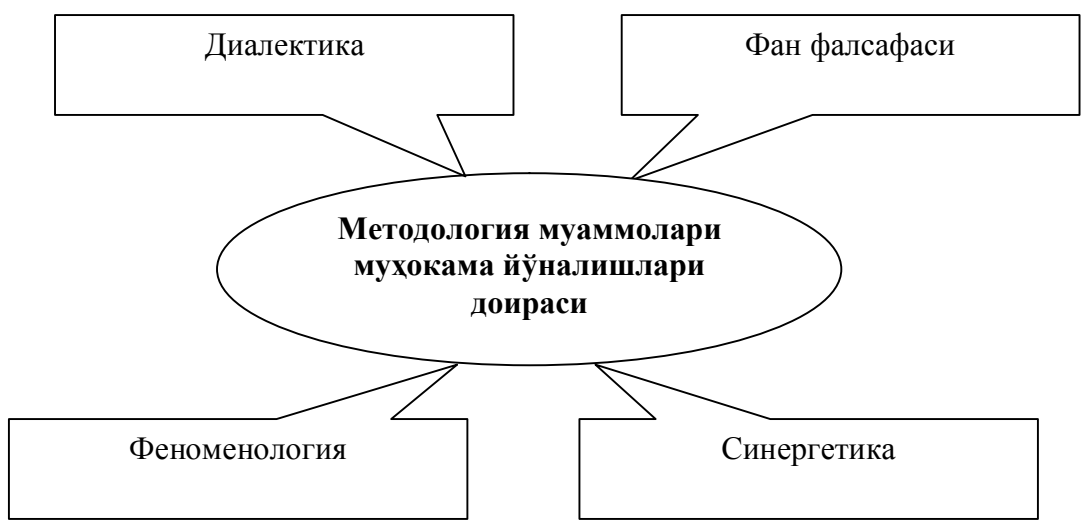 Диалектика
Фан фалсафаси
Методология муаммолари
муҳокама йўналишлари
доираси
Феноменология
Синергетика